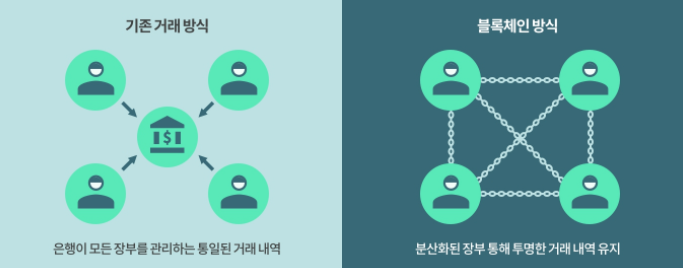 기존 거래 방식
블록체인 방식
$
은행이 모든 장부를 관리하는 통일된 거래 내역
분산화된 장부 통해 투명한 거래 내역 유지